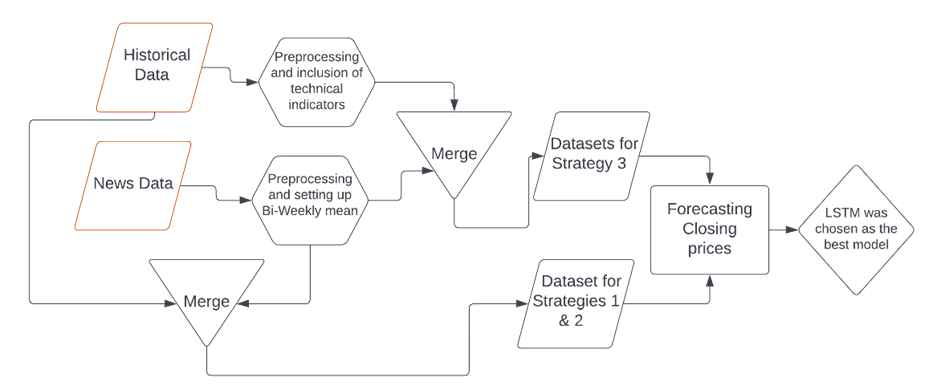 Historical
Data
Preprocessing
and inclusion of
technical
indicators
News Data
Preprocessing
and setting up
Bi-Weekly mean
Merge
Datasets for
Strategy 3
Forecasting
Closing
prices
LSTM was
chosen as the
best model
Merge
Dataset for
Strategies 1
& 2